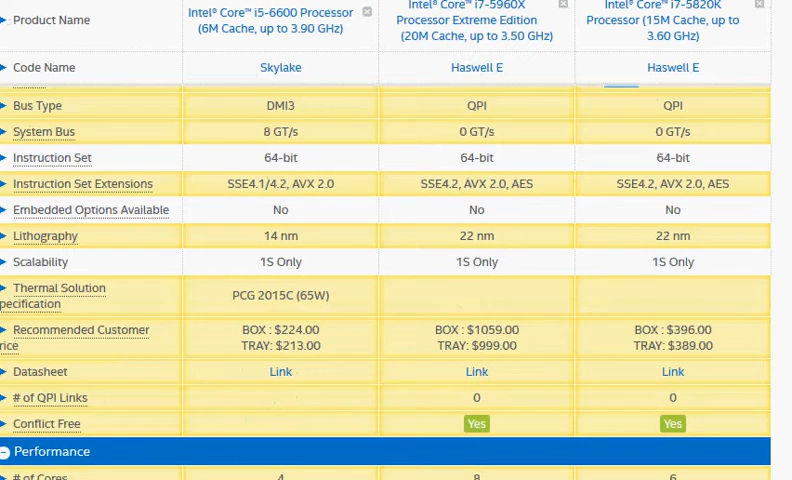 Product Name
Intel® Core™ i5-6600 Processor
(6M Cache, up to 3.90 GHz)
Intel® Core™ i7-5960X
Processor Extreme Edition
(20M Cache, up to 3.50 GHz)
Intel® Core™ i7-5820K
Processor (15M Cache, up to
3.60 GHz)
Code Name Skylake Haswell E Haswell E
Bus Type DMI3 QPI QPI
System Bus 8 GT/s 0 GT/s 0 GT/s
Instruction Set 64-bit 64-bit 64-bit
Instruction Set Extensions SSE4.1/4.2, AVX 2.0 SSE4.2, AVX 2.0, AES SSE4.2, AVX 2.0, AES
Embedded Options Available No No No
Lithography 14 nm 22 nm 22 nm
Scalability 1S Only 1S Only 1S Only
Thermal Solution
pecification
PCG 2015C (65W)
Recommended Customer
rice
BOX : $224.00
TRAY: $213.00
BOX : $1059.00
TRAY: $999.00
BOX : $396.00
TRAY: $389.00
Datasheet Link Link Link
# of QPI Links 0 0
Conflict Free Yes Yes
Performance
# of Cores 4 8 6